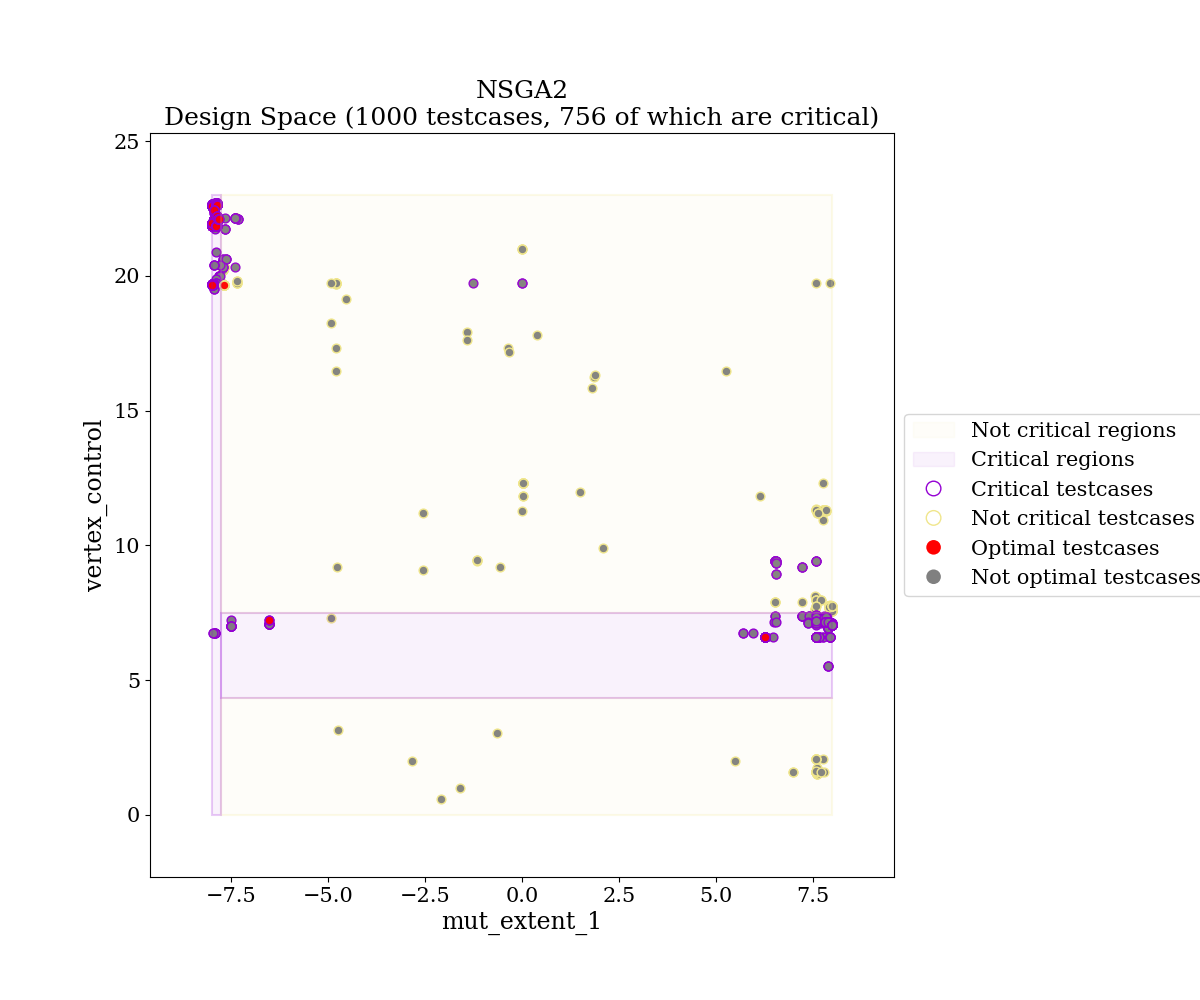 NSGA2
Design Space (1000 testcases, 756 of which are critical)
25
20
15
10
5
0
vertex_control
−7.5
−5.0
−2.5
0.0
2.5
5.0
7.5
mut_extent_1
Not critical regions
Critical regions
Critical testcases
Not critical testcases
Optimal testcases
Not optimal testcases